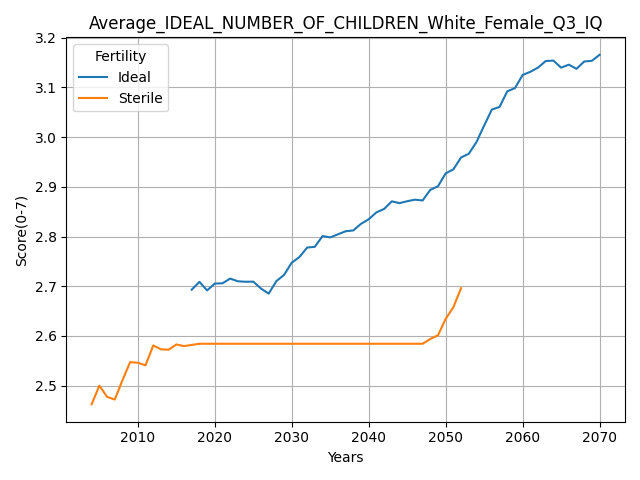 Average_IDEAL_NUMBER_OF_CHILDREN_White_Female_Q3_IQ
Fertility
Ideal
Sterile
Score(0-7)
3.2
3.1
3.0
2.9
2.8
2.7
2.6
2.5
2010 2020 2030 2040 2050 2060 2070
Years